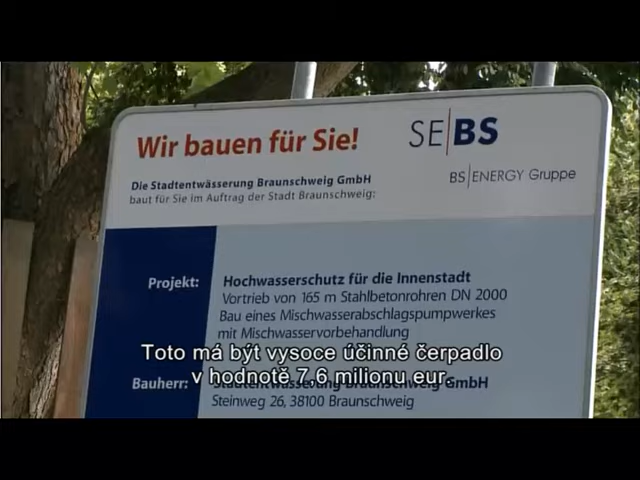 Wir bauen für Sie!
SE|BS
Die Stadtentwässerung Braunschweig GmbH
baut für Sie im Auftrag der Stadt Braunschweig:
BS|ENERGY Gruppe
Projekt: Hochwasserschutz für die Innenstadt
Vortrieb von 165 m Stahlbetonrohren DN 2000
Bau eines Mischwasserabschlagspumpwerkes
mit Mischwasservorbehandlung
Toto má být vysoce účinné čerpadlo
v hodnotě 7,6 milionu eur.
Bauherr: Stadtentwässerung Braunschweig GmbH
Steinweg 26, 38100 Braunschweig